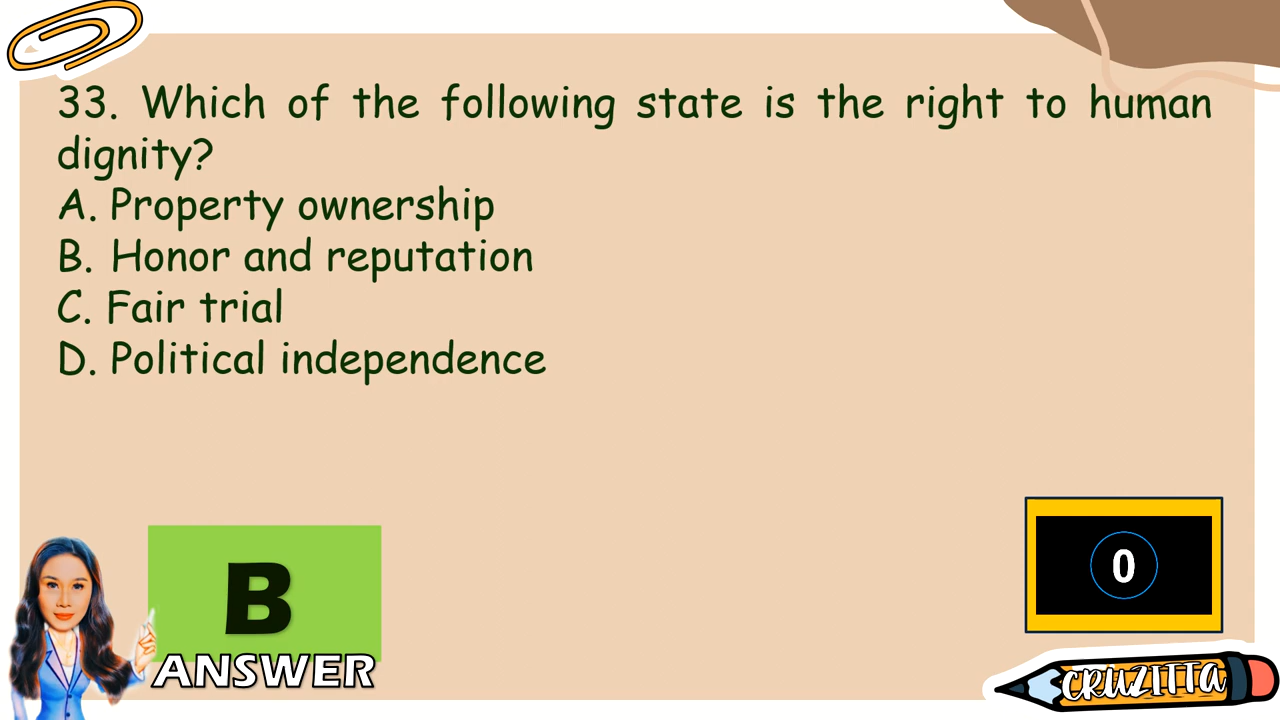 33. Which of the following state is the right to human
dignity?
A. Property ownership
B. Honor and reputation
C. Fair trial
D. Political independence
B
ANSWER
0
CRUZITTA